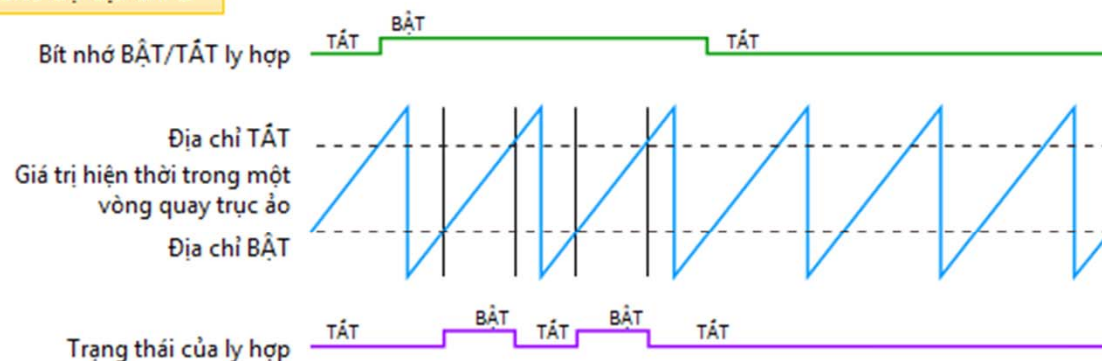 Bít nhớ BẬT/TẮT ly hợp
TẮT
BẬT
TẮT
Địa chỉ TẮT
Giá trị hiện thời trong một
vòng quay trục ảo
Địa chỉ BẬT
Trạng thái của ly hợp
TẮT
BẬT
TẮT
BẬT
TẮT